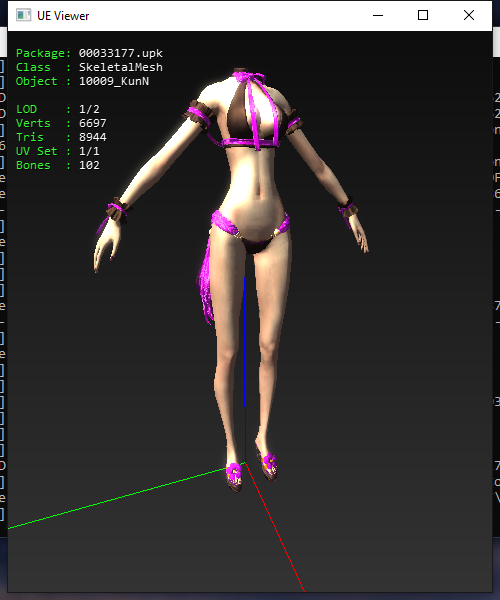 UE Viewer
Package: 00033177.upk
Class : SkeletalMesh
Object : 10009_KunN
LOD : 1/2
Verts : 6697
Tris : 8944
UV Set : 1/1
Bones : 102